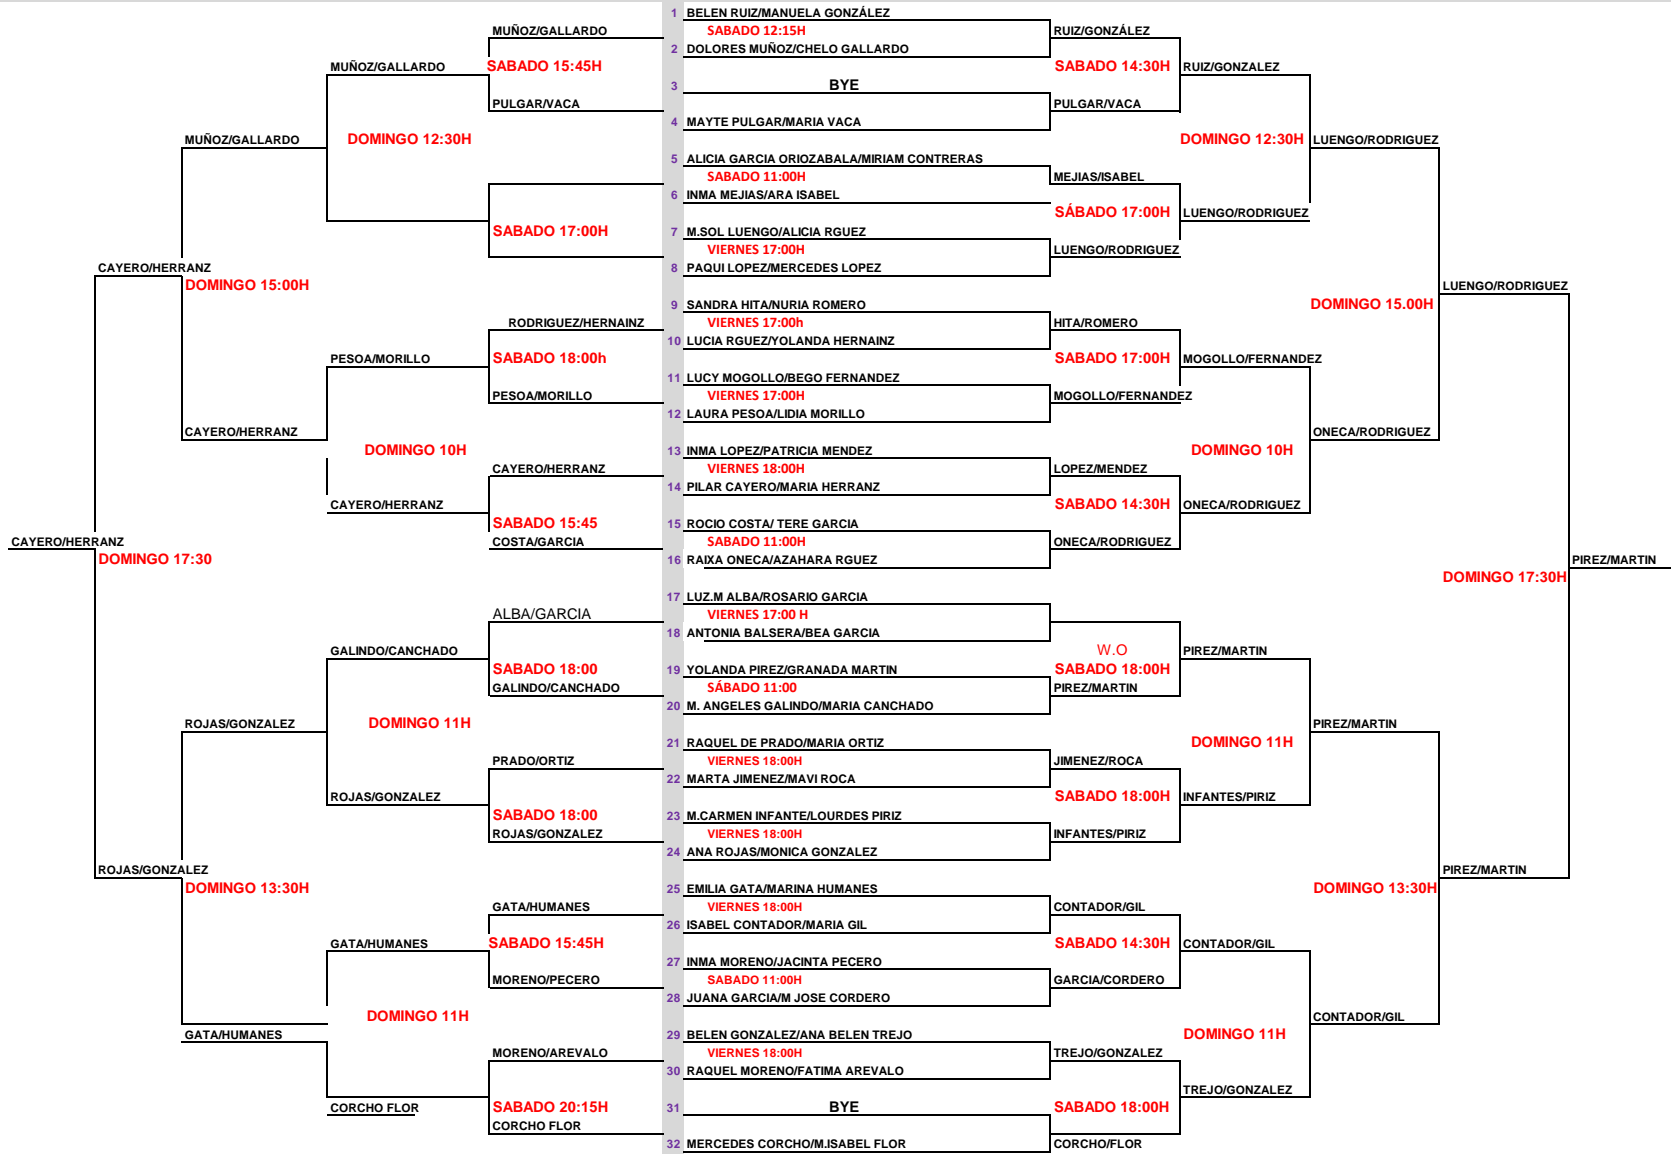 1 BELEN RUIZ/MANUELA GONZÁLEZ
MUÑOZ/GALLARDO SABADO 12:15H RUIZ/GONZÁLEZ
2 DOLORES MUÑOZ/CHELO GALLARDO
MUÑOZ/GALLARDO SABADO 15:45H SABADO 14:30H RUIZ/GONZALEZ
3 BYE
PULGAR/VACA PULGAR/VACA
4 MAYTE PULGAR/MARIA VACA
MUÑOZ/GALLARDO DOMINGO 12:30H DOMINGO 12:30H LUENGO/RODRIGUEZ
5 ALICIA GARCIA ORIOZABALA/MIRIAM CONTRERAS
SABADO 11:00H MEJIAS/ISABEL
6 INMA MEJIAS/ARA ISABEL
SÁBADO 17:00H LUENGO/RODRIGUEZ
7 M.SOL LUENGO/ALICIA RGUEZ
SABADO 17:00H
VIERNES 17:00H LUENGO/RODRIGUEZ
8 PAQUI LOPEZ/MERCEDES LOPEZ
CAYERO/HERRANZ
DOMINGO 15:00H LUENGO/RODRIGUEZ
9 SANDRA HITA/NURIA ROMERO DOMINGO 15.00H
RODRIGUEZ/HERNAINZ VIERNES 17:00h HITA/ROMERO
10 LUCIA RGUEZ/YOLANDA HERNAINZ
PESOA/MORILLO SABADO 18:00h SABADO 17:00H MOGOLLO/FERNANDEZ
11 LUCY MOGOLLO/BEGO FERNANDEZ
PESOA/MORILLO VIERNES 17:00H MOGOLLO/FERNANDEZ
12 LAURA PESOA/LIDIA MORILLO
CAYERO/HERRANZ ONECA/RODRIGUEZ
DOMINGO 10H 13 INMA LOPEZ/PATRICIA MENDEZ DOMINGO 10H
CAYERO/HERRANZ VIERNES 18:00H LOPEZ/MENDEZ
14 PILAR CAYERO/MARIA HERRANZ
CAYERO/HERRANZ SABADO 14:30H ONECA/RODRIGUEZ
SABADO 15:45 15 ROCIO COSTA/ TERE GARCIA
CAYERO/HERRANZ COSTA/GARCIA SABADO 11:00H ONECA/RODRIGUEZ
DOMINGO 17:30 16 RAIXA ONECA/AZAHARA RGUEZ PIREZ/MARTIN
DOMINGO 17:30H
17 LUZ.M ALBA/ROSARIO GARCIA
ALBA/GARCIA VIERNES 17:00 H
18 ANTONIA BALSERA/BEA GARCIA
GALINDO/CANCHADO W.O PIREZ/MARTIN
SABADO 18:00 19 YOLANDA PIREZ/GRANADA MARTIN SABADO 18:00H
GALINDO/CANCHADO SÁBADO 11:00 PIREZ/MARTIN
20 M. ANGELES GALINDO/MARIA CANCHADO
ROJAS/GONZALEZ DOMINGO 11H PIREZ/MARTIN
21 RAQUEL DE PRADO/MARIA ORTIZ DOMINGO 11H
PRADO/ORTIZ VIERNES 18:00H JIMENEZ/ROCA
22 MARTA JIMENEZ/MAVI ROCA
ROJAS/GONZALEZ SABADO 18:00H INFANTES/PIRIZ
SABADO 18:00 23 M.CARMEN INFANTE/LOURDES PIRIZ
ROJAS/GONZALEZ VIERNES 18:00H INFANTES/PIRIZ
24 ANA ROJAS/MONICA GONZALEZ
ROJAS/GONZALEZ PIREZ/MARTIN
DOMINGO 13:30H 25 EMILIA GATA/MARINA HUMANES DOMINGO 13:30H
GATA/HUMANES VIERNES 18:00H CONTADOR/GIL
26 ISABEL CONTADOR/MARIA GIL
GATA/HUMANES SABADO 15:45H SABADO 14:30H CONTADOR/GIL
27 INMA MORENO/JACINTA PECERO
MORENO/PECERO SABADO 11:00H GARCIA/CORDERO
28 JUANA GARCIA/M JOSE CORDERO
DOMINGO 11H CONTADOR/GIL
GATA/HUMANES 29 BELEN GONZALEZ/ANA BELEN TREJO DOMINGO 11H
MORENO/AREVALO VIERNES 18:00H TREJO/GONZALEZ
30 RAQUEL MORENO/FATIMA AREVALO
TREJO/GONZALEZ
CORCHO FLOR SABADO 20:15H 31 BYE SABADO 18:00H
CORCHO FLOR
32 MERCEDES CORCHO/M.ISABEL FLOR CORCHO/FLOR